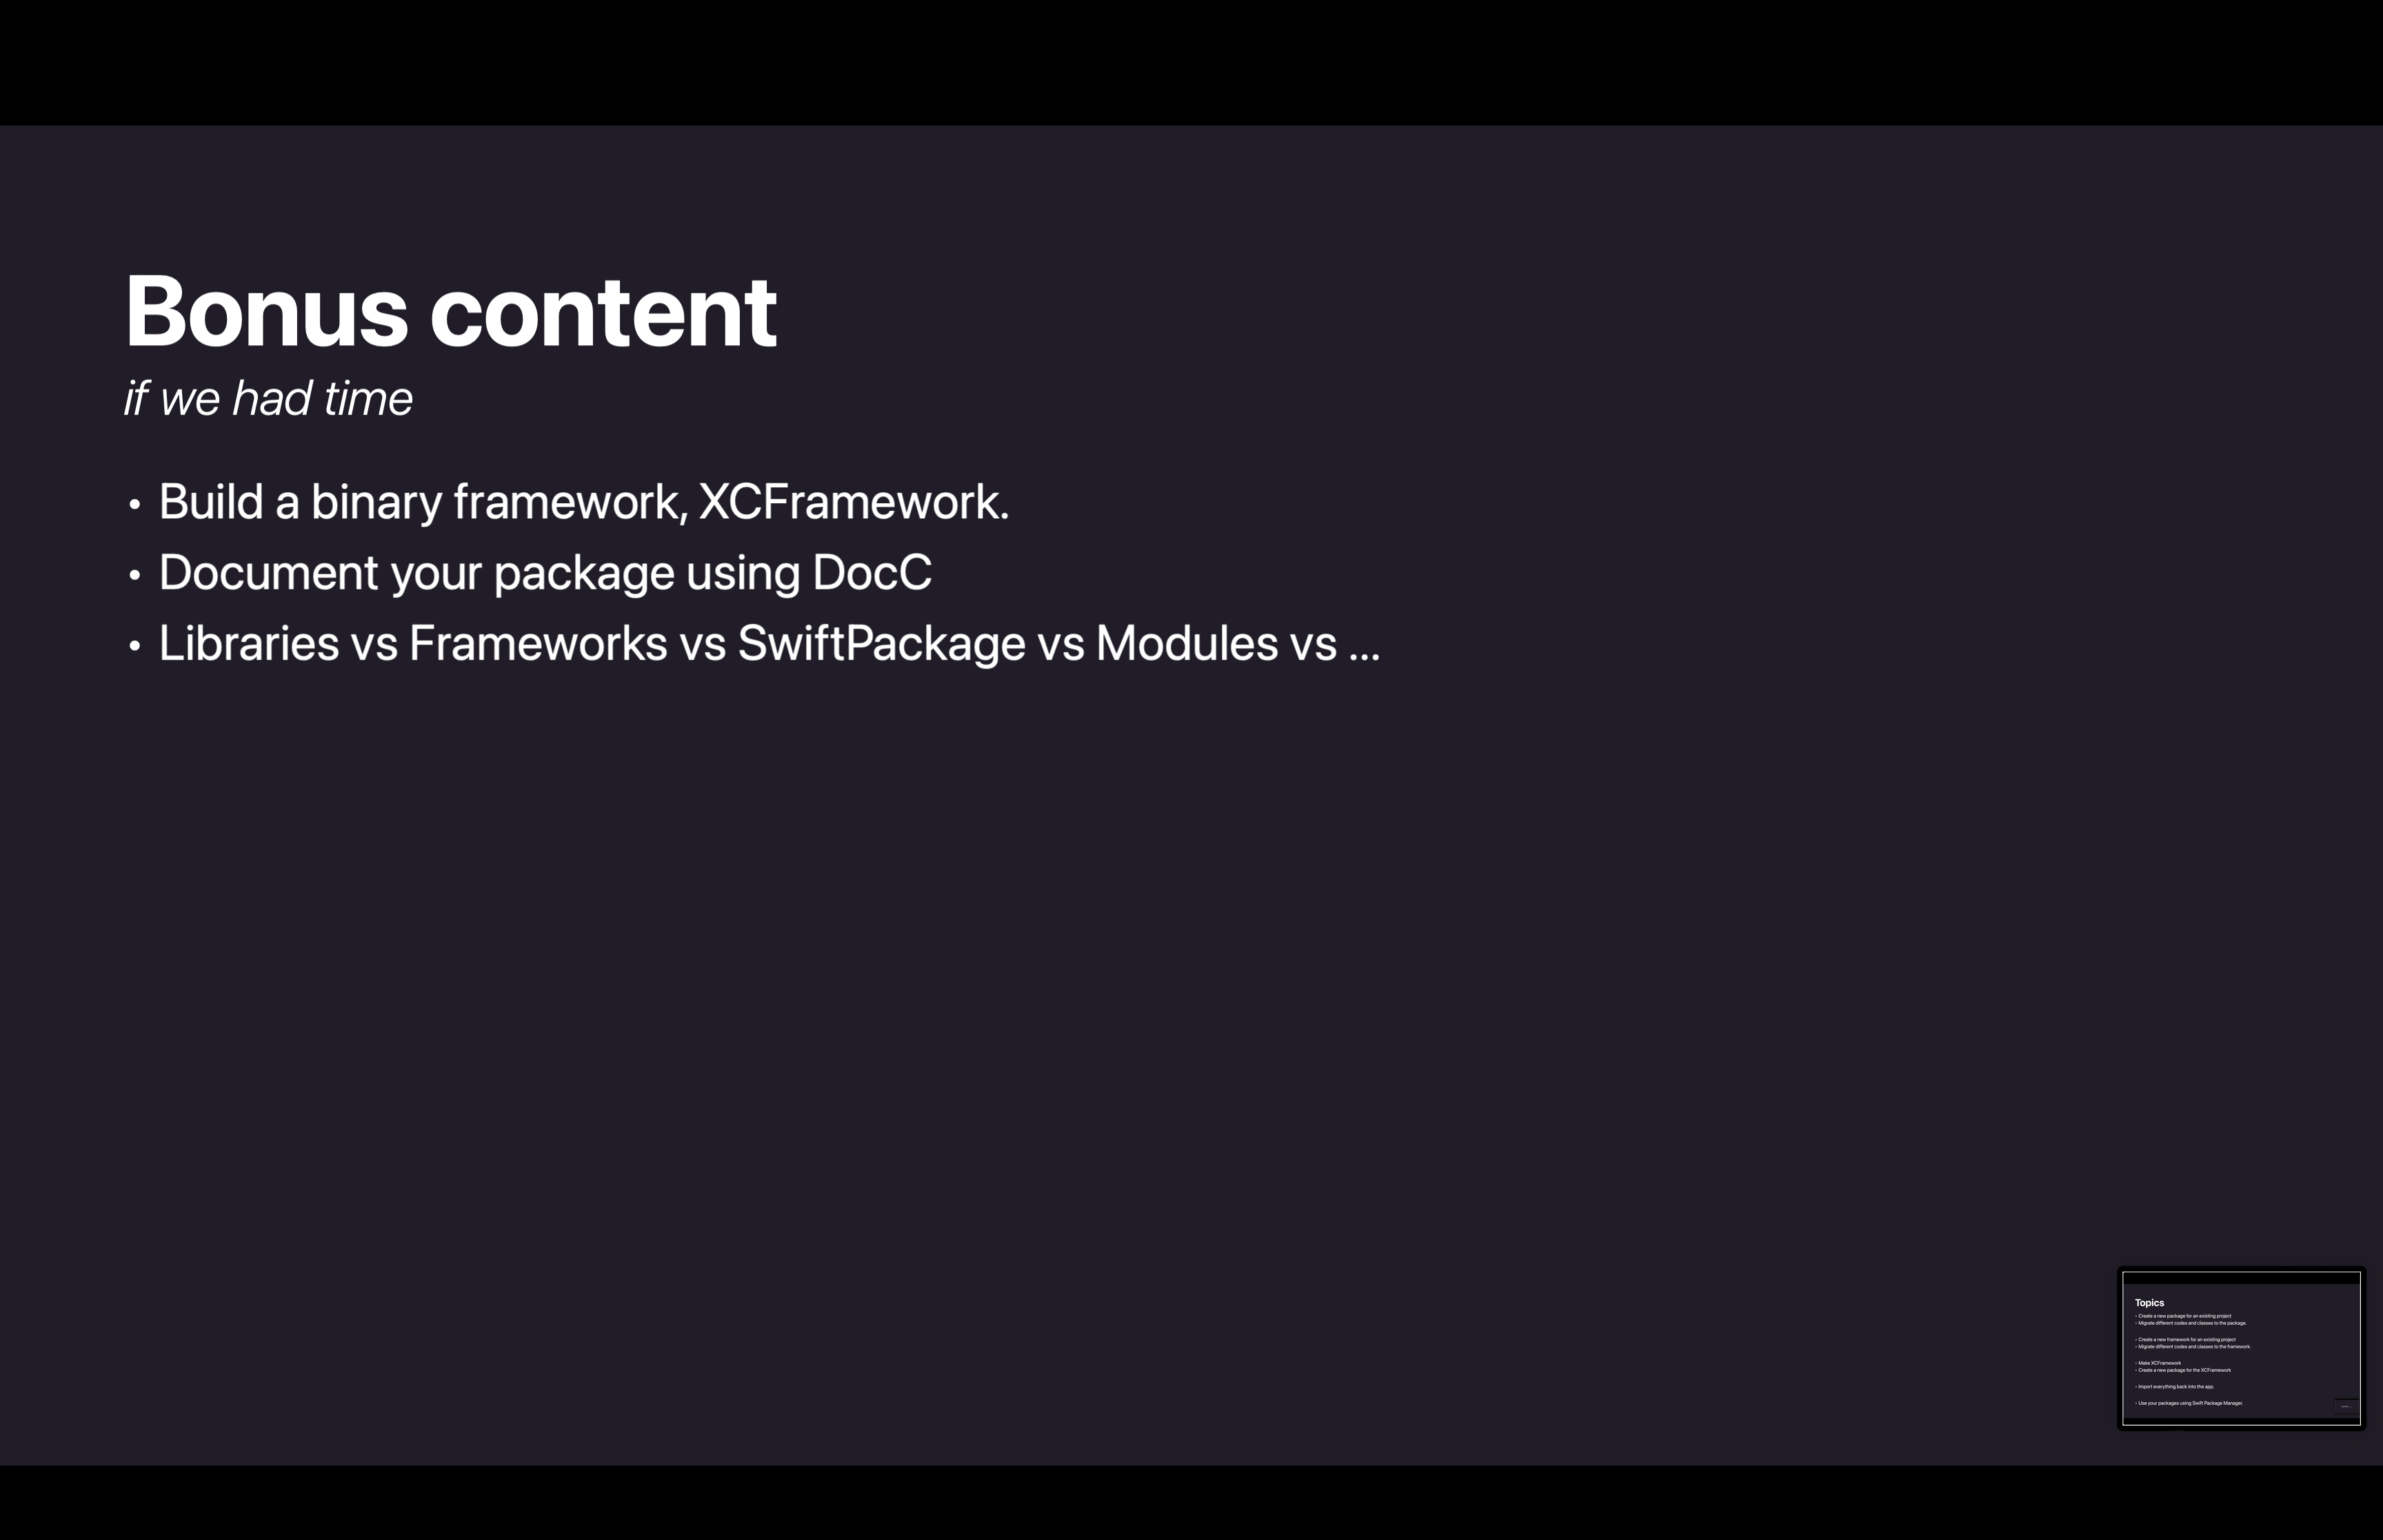 Bonus content
if we had time
• Build a binary framework, XCFramework.
• Document your package using DocC
• Libraries vs Frameworks vs SwiftPackage vs Modules vs ...
Topics
• Create a new package for an existing project
• Migrate different codes and classes to the package.
• Create a new framework for an existing project
• Migrate different codes and classes to the framework.
• Make XCFramework
• Create a new package for the XCFramework
• Import everything back into the app.
• Use your packages using Swift Package Manager.